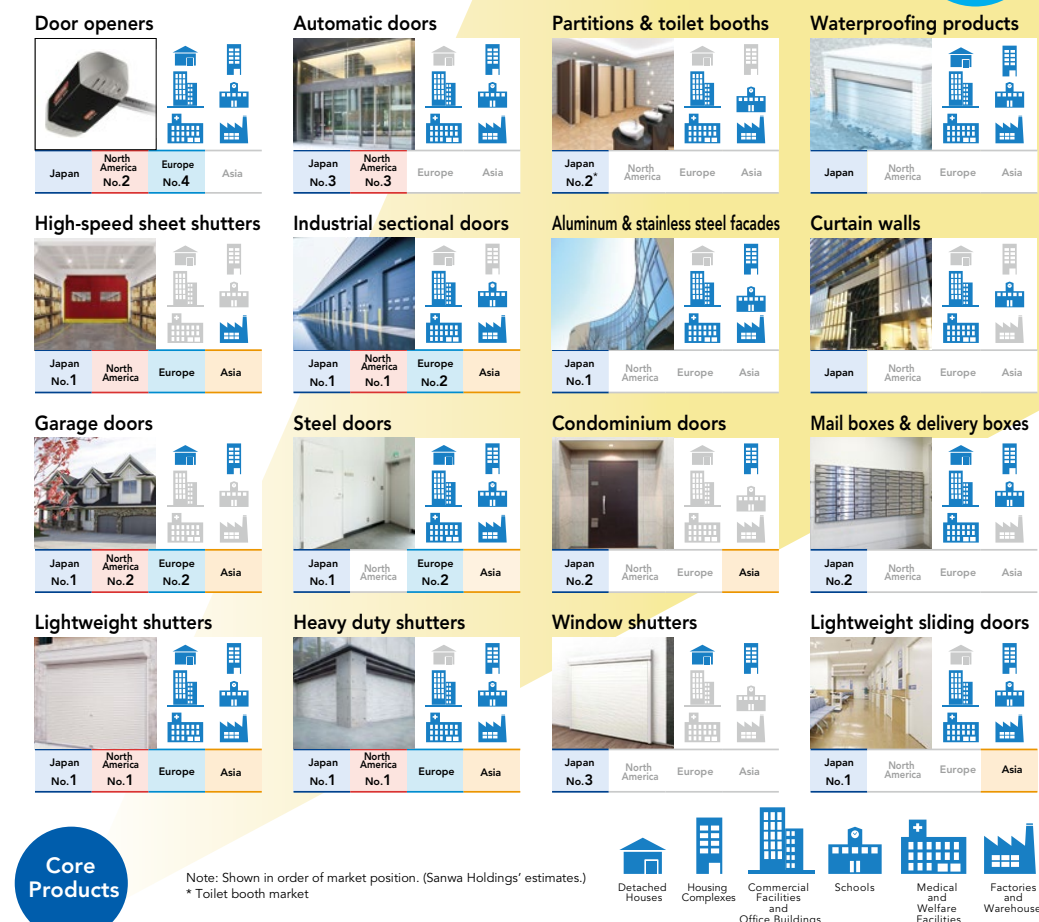 Door openers
Automatic doors
Partitions & toilet booths
Waterproofing products
Japan
North
America
No.2
Europe
No.4
Asia
Japan
No.3
North
America
No.3
Europe
Asia
Japan
No.2*
North
America
Europe
Asia
Japan
North
America
Europe
Asia
High-speed sheet shutters
Industrial sectional doors
Aluminum & stainless steel facades
Curtain walls
Japan
No.1
North
America
Europe
Asia
Japan
No.1
North
America
No.1
Europe
No.2
Asia
Japan
No.1
North
America
Europe
Asia
Japan
North
America
Europe
Asia
Garage doors
Steel doors
Condominium doors
Mail boxes & delivery boxes
Japan
No.1
North
America
No.2
Europe
No.2
Asia
Japan
No.1
North
America
Europe
No.2
Asia
Japan
No.2
North
America
Europe
Asia
Japan
No.2
North
America
Europe
Asia
Lightweight shutters
Heavy duty shutters
Window shutters
Lightweight sliding doors
Japan
No.1
North
America
No.1
Europe
Asia
Japan
No.1
North
America
No.1
Europe
Asia
Japan
No.3
North
America
Europe
Asia
Japan
No.1
North
America
Europe
Asia
Core
Products
Note: Shown in order of market position. (Sanwa Holdings' estimates.)
* Toilet booth market
Detached
Houses
Housing
Complexes
Commercial
Facilities
and
Office Buildings
Schools
Medical
and
Welfare
Facilities
Factories
and
Warehouse